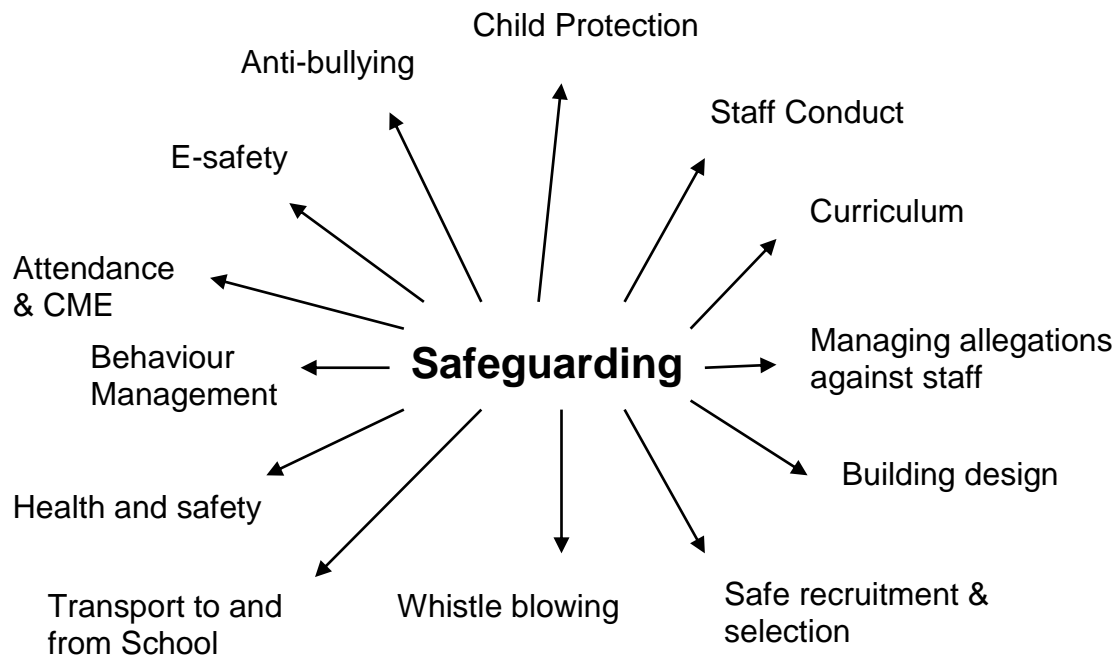 Child Protection
Anti-bullying
Staff Conduct
E-safety
Curriculum
Attendance
& CME
Managing allegations
against staff
Behaviour
Management
Safeguarding
Building design
Health and safety
Transport to and
from School
Whistle blowing
Safe recruitment &
selection